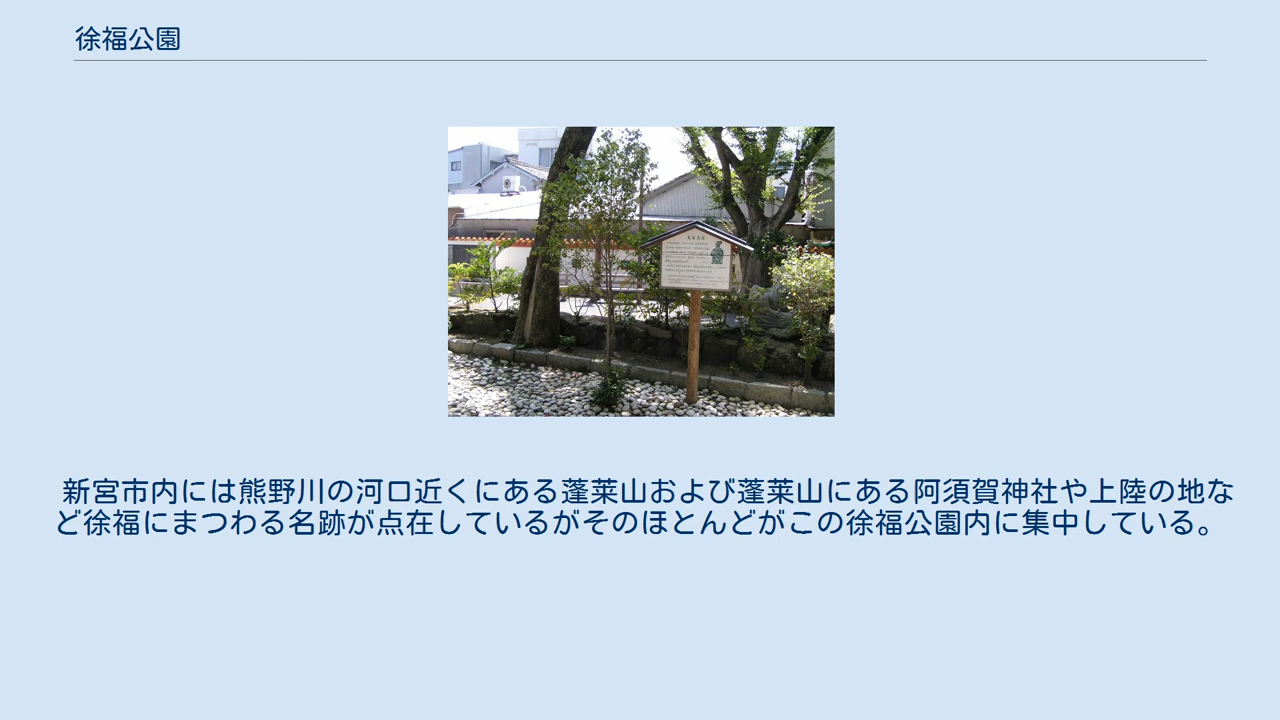 徐福公園
新宮市内には熊野川の河口近くにある蓬莱山および蓬莱山にある阿須賀神社や上陸の地な
ど徐福にまつわる名跡が点在しているがそのほとんどがこの徐福公園内に集中している。